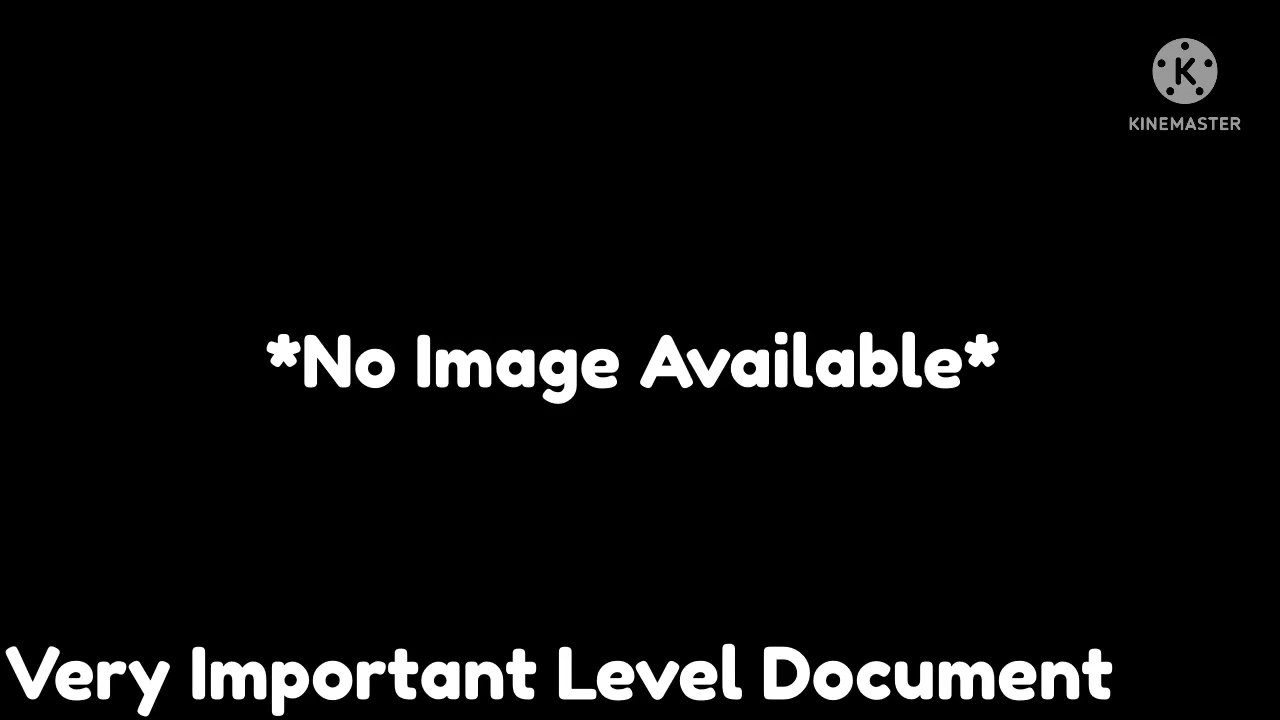 K
KINEMASTER
*No Image Available*
Very Important Level Document